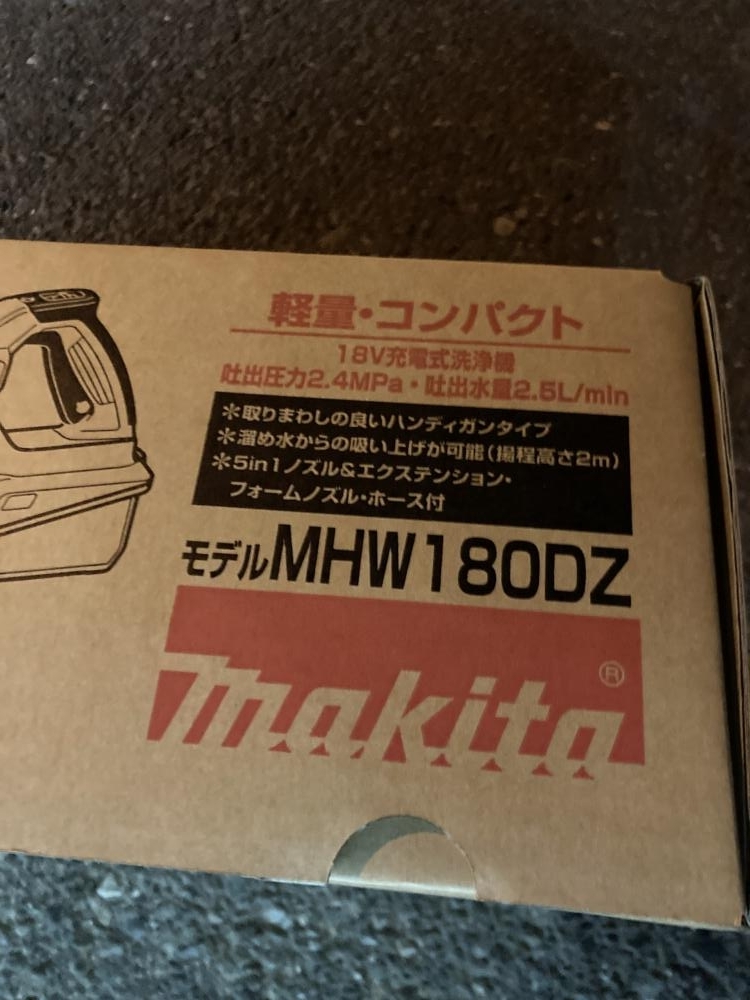 軽量・コンパクト
18V充電式洗浄機
吐出圧力2.4MPa・吐出水量2.5L/min
＊取りまわしの良いハンディガンタイプ
＊溜め水からの吸い上げが可能(揚程高さ2m)
＊5in1ノズル&エクステンション・
フォームノズル・ホース付
モデルMHW180DZ
makita®